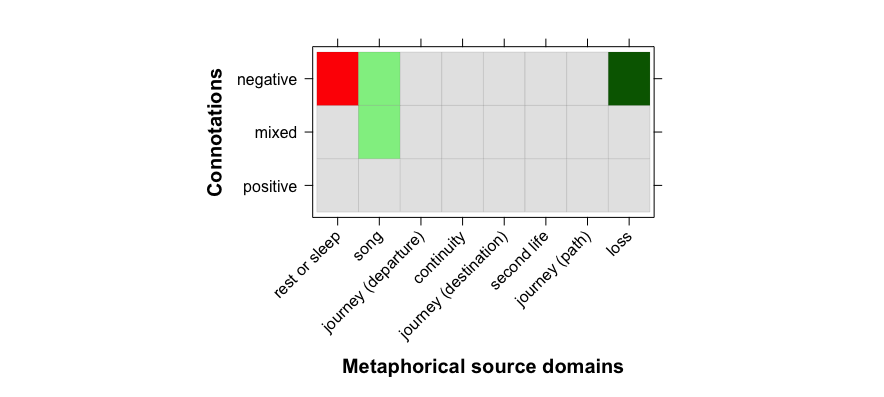 Connotations
negative
mixed
positive
rest or sleep
song
journey (departure)
continuity
journey (destination)
second life
journey (path)
loss
Metaphorical source domains